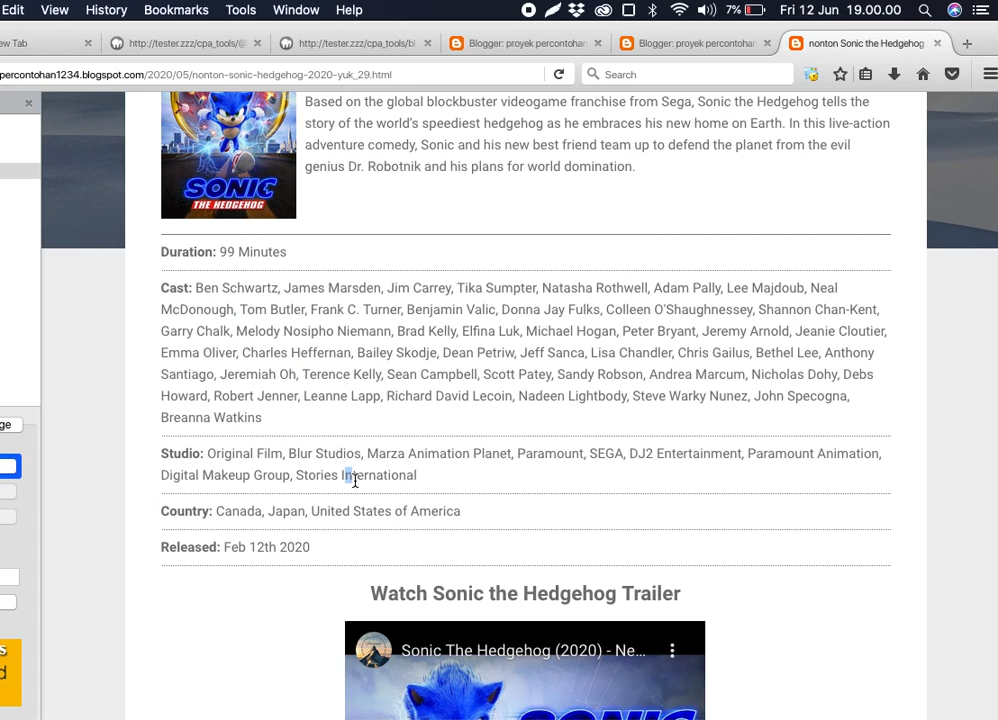 Edit View History Bookmarks Tools Window Help 7% Fri 12 Jun 19.00.00
ew Tab http://tester.zzz/cpa_tools/@ http://tester.zzz/cpa_tools/bl Blogger: proyek percontohan Blogger: proyek percontohan nonton Sonic the Hedgehog
percontohan1234.blogspot.com/2020/05/nonton-sonic-hedgehog-2020-yuk_29.html Search
Based on the global blockbuster videogame franchise from Sega, Sonic the Hedgehog tells the
story of the world's speediest hedgehog as he embraces his new home on Earth. In this live-action
adventure comedy, Sonic and his new best friend team up to defend the planet from the evil
genius Dr. Robotnik and his plans for world domination.
SONIC
THE HEDGEHOG
Duration: 99 Minutes
Cast: Ben Schwartz, James Marsden, Jim Carrey, Tika Sumpter, Natasha Rothwell, Adam Pally, Lee Majdoub, Neal
McDonough, Tom Butler, Frank C. Turner, Benjamin Valic, Donna Jay Fulks, Colleen O'Shaughnessey, Shannon Chan-Kent,
Garry Chalk, Melody Nosipho Niemann, Brad Kelly, Elfina Luk, Michael Hogan, Peter Bryant, Jeremy Arnold, Jeanie Cloutier,
Emma Oliver, Charles Heffernan, Bailey Skodje, Dean Petriw, Jeff Sanca, Lisa Chandler, Chris Gailus, Bethel Lee, Anthony
Santiago, Jeremiah Oh, Terence Kelly, Sean Campbell, Scott Patey, Sandy Robson, Andrea Marcum, Nicholas Dohy, Debs
Howard, Robert Jenner, Leanne Lapp, Richard David Lecoin, Nadeen Lightbody, Steve Warky Nunez, John Specogna,
Breanna Watkins
ge
Studio: Original Film, Blur Studios, Marza Animation Planet, Paramount, SEGA, DJ2 Entertainment, Paramount Animation,
Digital Makeup Group, Stories International
Country: Canada, Japan, United States of America
Released: Feb 12th 2020
Watch Sonic the Hedgehog Trailer
Sonic The Hedgehog (2020) - Ne...
s
d
SONIC